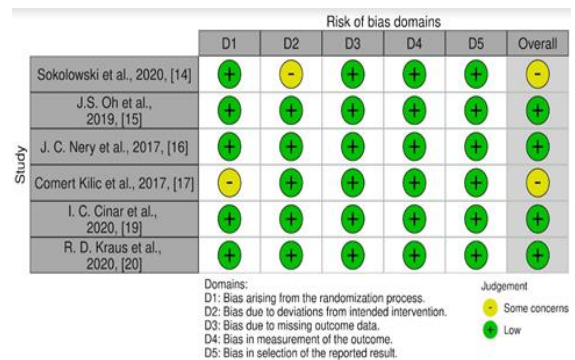 Risk of bias domains
D1 D2 D3 D4 D5 Overall
Study
Sokolowski et al., 2020, [14] + - + + + -
J.S. Oh et al.,
2019, [15] + + + + + +
J. C. Nery et al., 2017, [16] + + + + + +
Comert Kilic et al., 2017, [17] - + + + + -
I. C. Cinar et al.,
2020, [19] + + + + + +
R. D. Kraus et al.,
2020, [20] + + + + + +
Domains:
D1: Bias arising from the randomization process.
D2: Bias due to deviations from intended intervention.
D3: Bias due to missing outcome data.
D4: Bias in measurement of the outcome.
D5: Bias in selection of the reported result.
Judgement
- Some concerns
+ Low